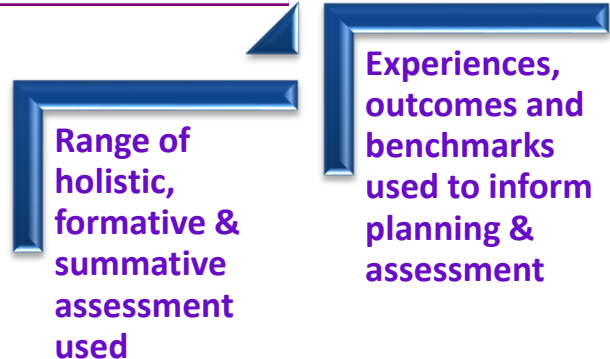 Range of
holistic,
formative &
summative
assessment
used
Experiences,
outcomes and
benchmarks
used to inform
planning &
assessment